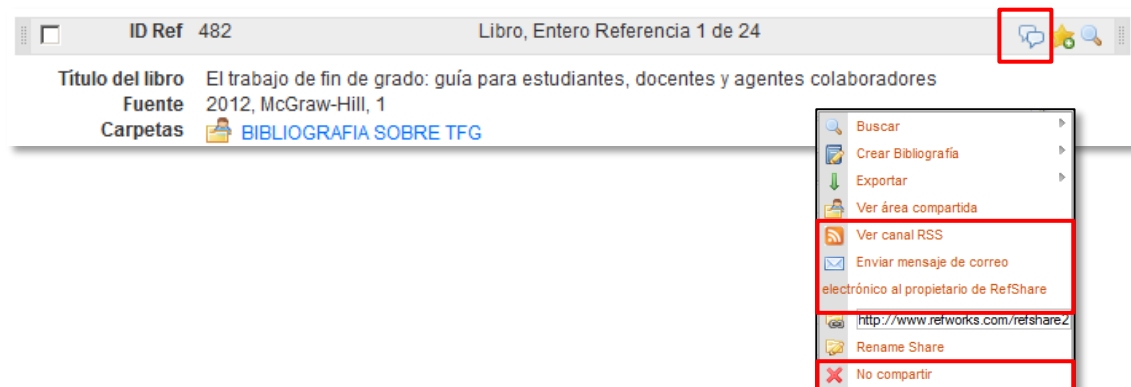 ID Ref 482 Libro, Entero Referencia 1 de 24
Título del libro El trabajo de fin de grado: guía para estudiantes, docentes y agentes colaboradores
Fuente 2012, McGraw-Hill, 1
Carpetas BIBLIOGRAFIA SOBRE TFG
Buscar
Crear Bibliografía
Exportar
Ver área compartida
Ver canal RSS
Enviar mensaje de correo
electrónico al propietario de RefShare
http://www.refworks.com/refshare2
Rename Share
No compartir